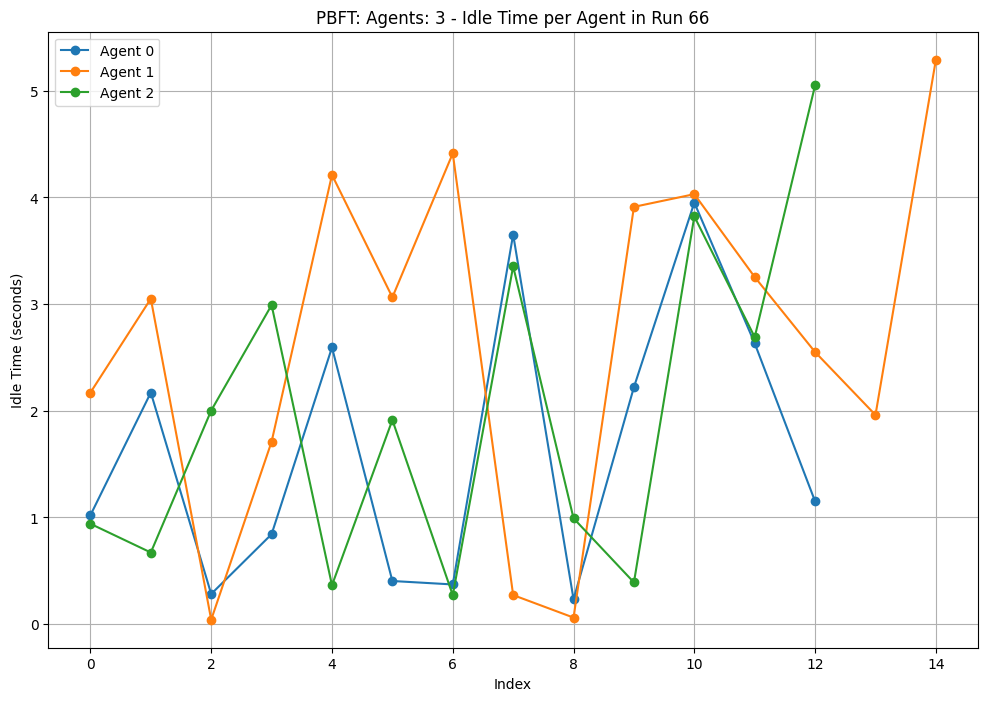 PBFT: Agents: 3 - Idle Time per Agent in Run 66
Agent 0
Agent 1
Agent 2
Idle Time (seconds)
5
4
3
2
1
0
0 2 4 6 8 10 12 14
Index